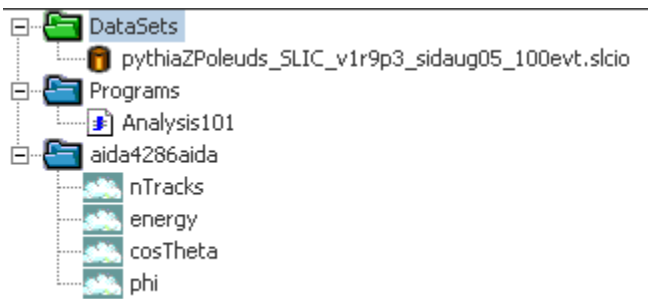 DataSets
pythiaZPoleuds_SLIC_v1r9p3_sidaug05_100evt.slcio
Programs
Analysis101
aida4286aida
nTracks
energy
cosTheta
phi